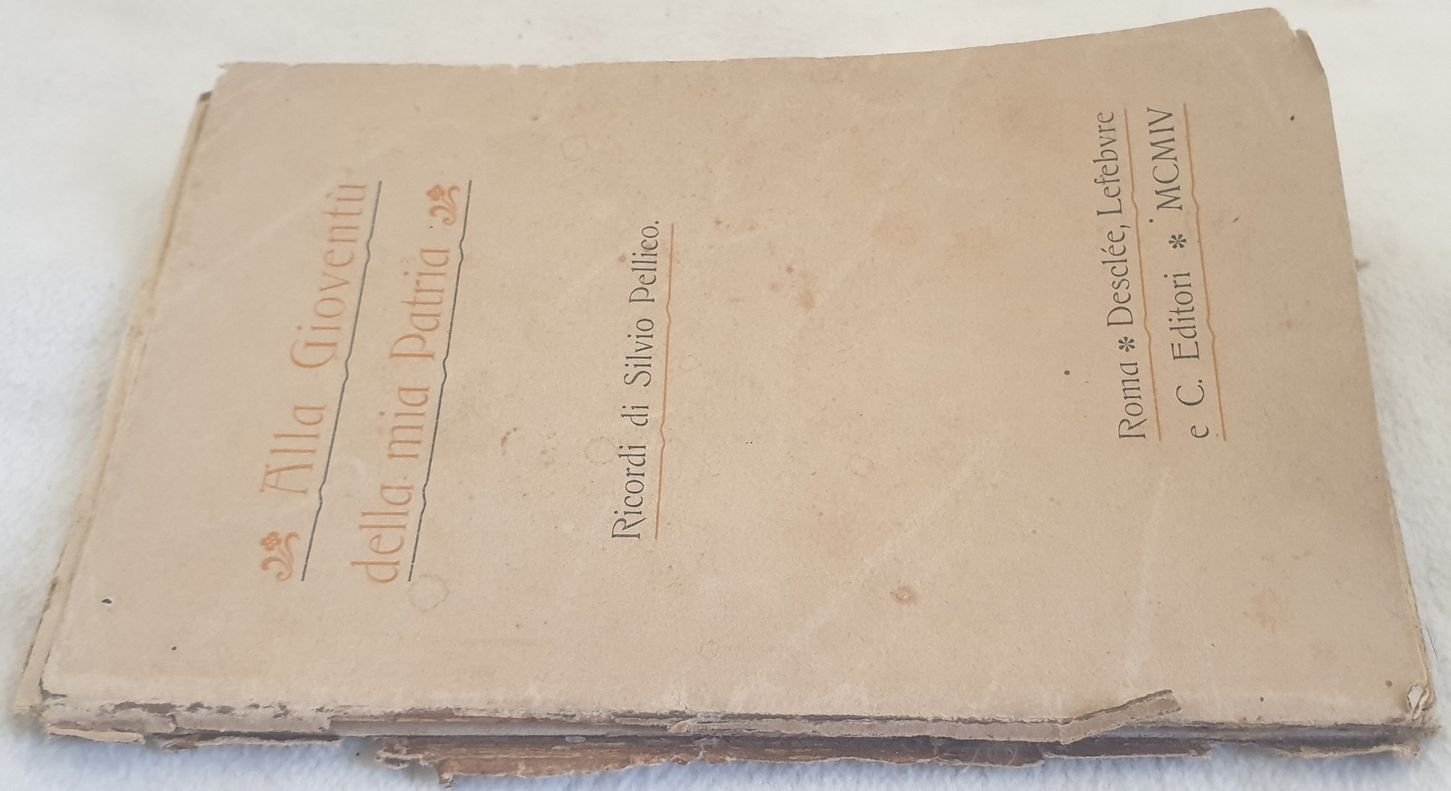 Alla Gioventù
della mia Patria
Ricordi di Silvio Pellico.
Roma * Desclée, Lefebvre
e C. Editori * MCMIV